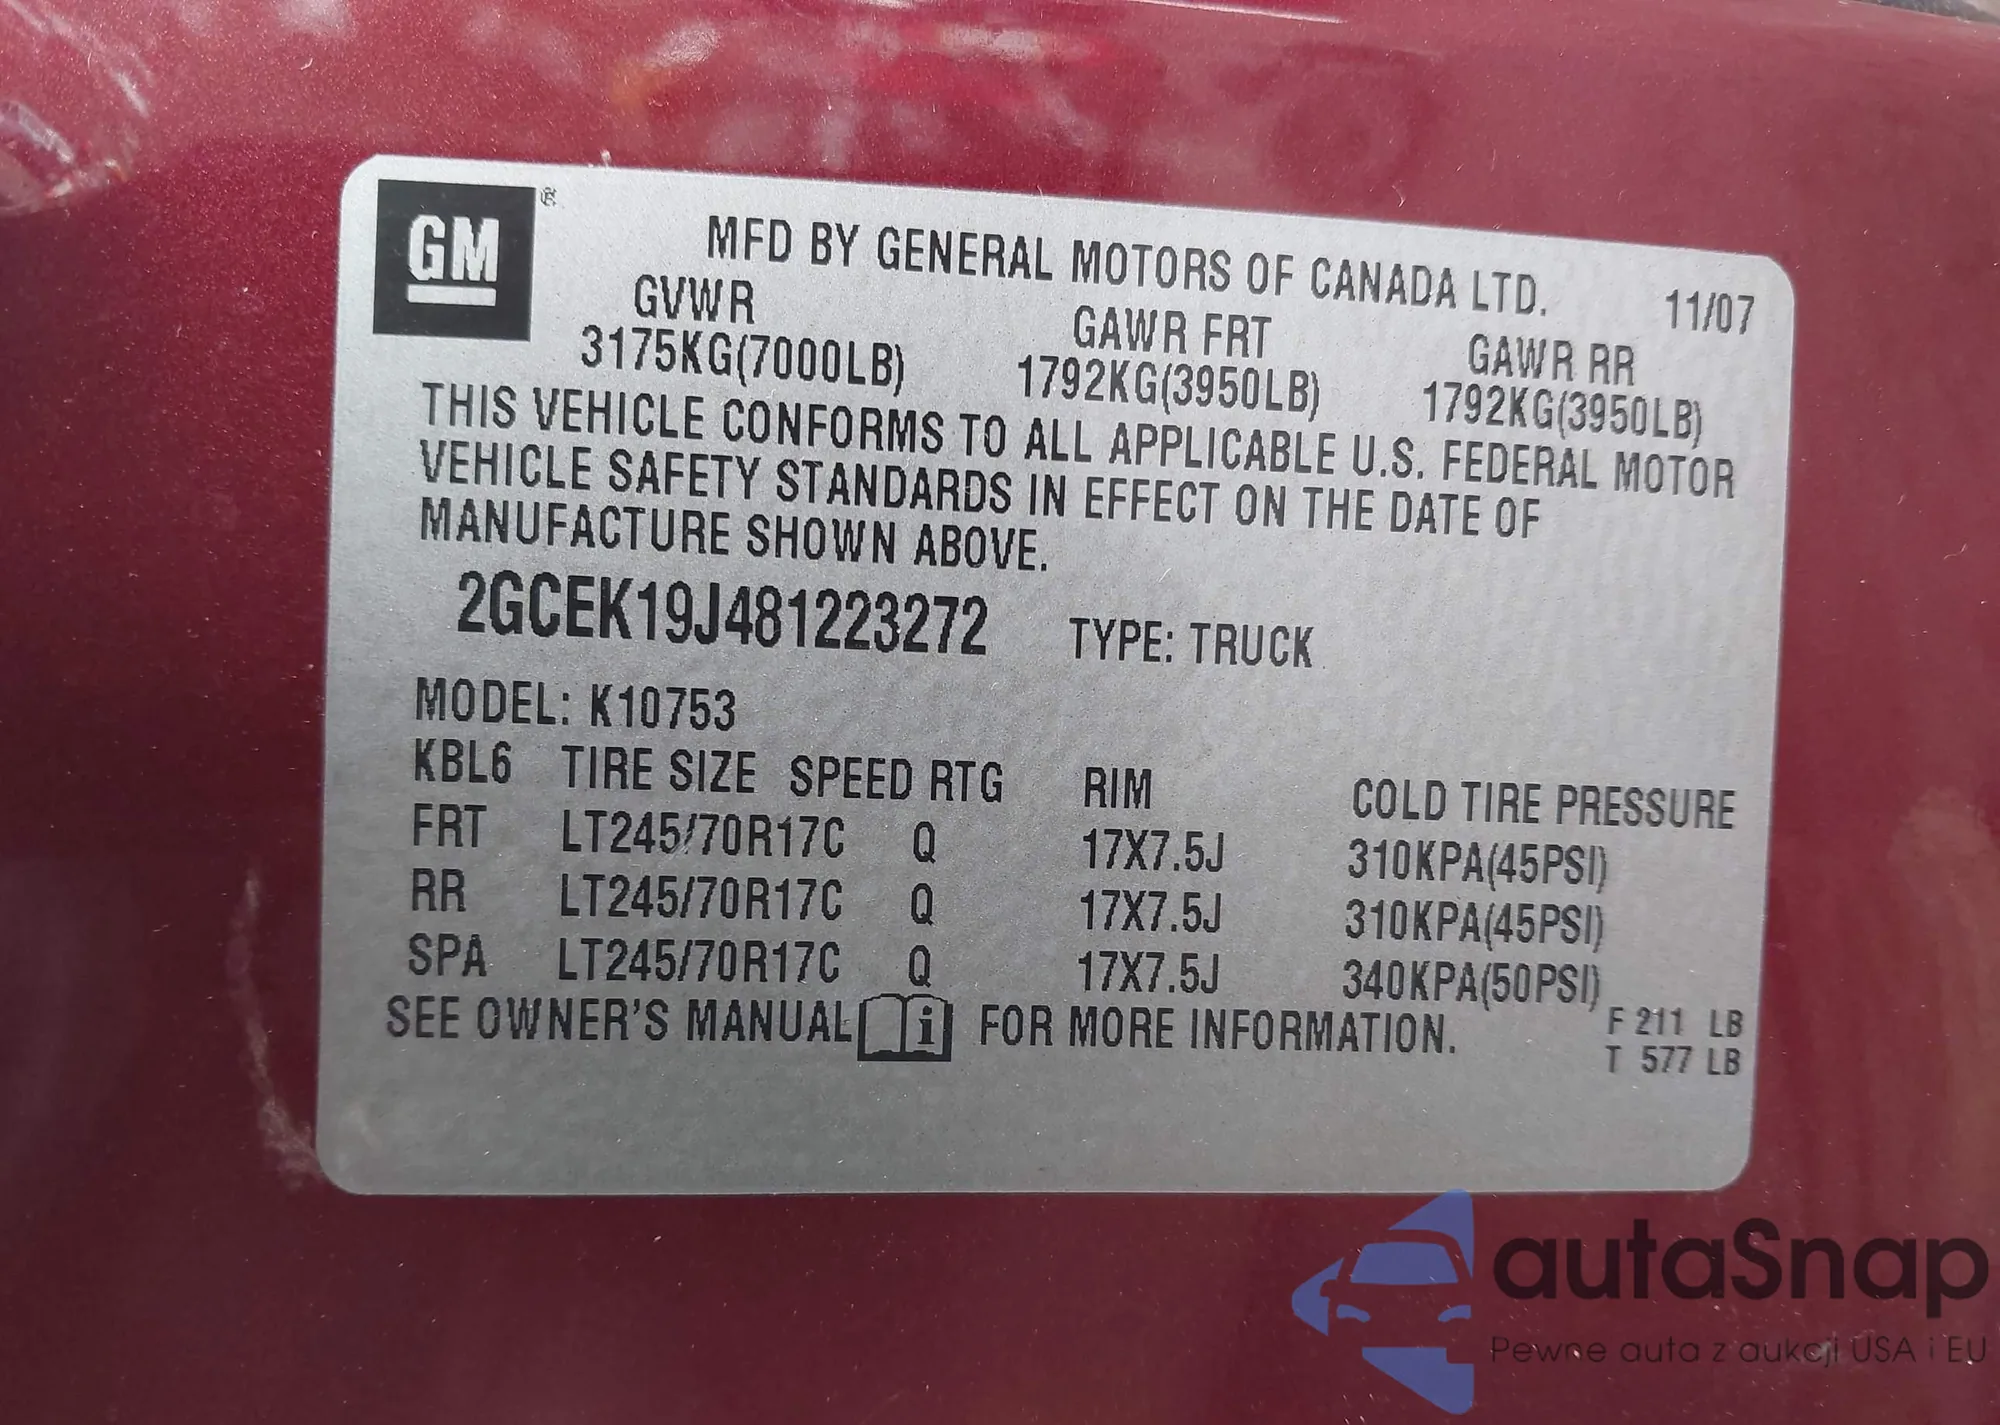 GM ®
MFD BY GENERAL MOTORS OF CANADA LTD.
11/07
GVWR GAWR FRT GAWR RR
3175KG(7000LB) 1792KG(3950LB) 1792KG(3950LB)
THIS VEHICLE CONFORMS TO ALL APPLICABLE U.S. FEDERAL MOTOR
VEHICLE SAFETY STANDARDS IN EFFECT ON THE DATE OF
MANUFACTURE SHOWN ABOVE.
2GCEK19J481223272 TYPE: TRUCK
MODEL: K10753
KBL6 TIRE SIZE SPEED RTG RIM COLD TIRE PRESSURE
FRT LT245/70R17C Q 17X7.5J 310KPA(45PSI)
RR LT245/70R17C Q 17X7.5J 310KPA(45PSI)
SPA LT245/70R17C Q 17X7.5J 340KPA(50PSI)
SEE OWNER'S MANUAL i FOR MORE INFORMATION.
F 211 LB
T 577 LB
autaSnap
Pewne auta z aukcji USA i EU